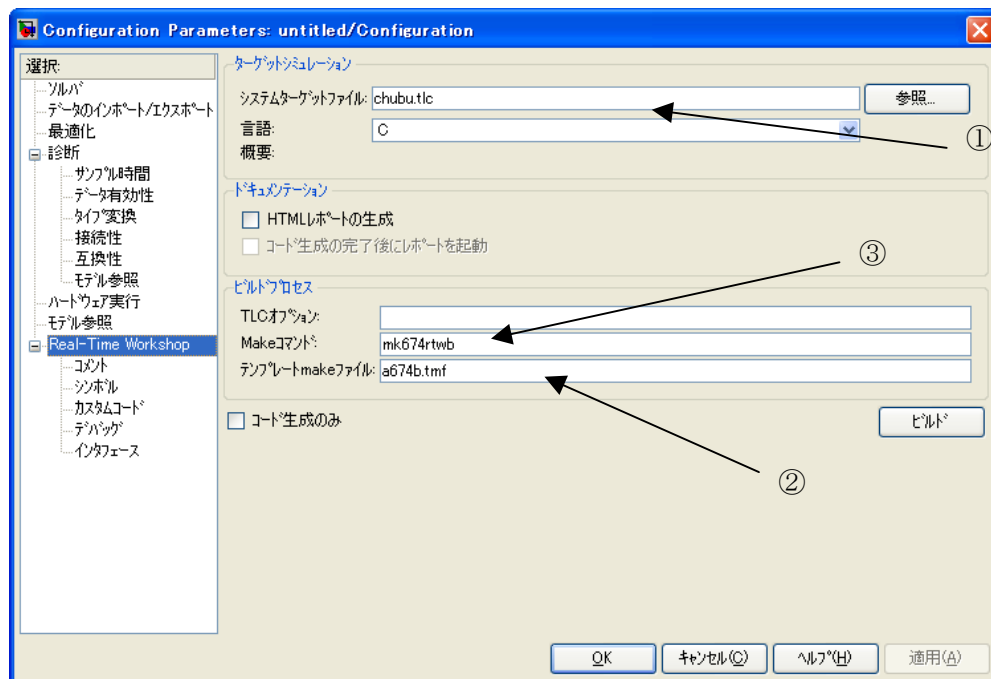 Configuration Parameters: untitled/Configuration
選択:
ソルバ
データのインポート/エクスポート
最適化
診断
サンプル時間
データ有効性
タイプ変換
接続性
互換性
モデル参照
ハードウェア実行
モデル参照
Real-Time Workshop
コメント
シンボル
カスタムコード
デバッグ
インタフェース
ターゲットシミュレーション
システムターゲットファイル: chubu.tlc 参照...
①
言語: C
概要:
ドキュメンテーション
HTMLレポートの生成
コード生成の完了後にレポートを起動
③
ビルドプロセス
TLCオプション:
Makeコマンド: mk674rtwb
テンプレートmakeファイル: a674b.tmf
コード生成のみ ビルド
②
OK キャンセル(C) ヘルプ(H) 適用(A)